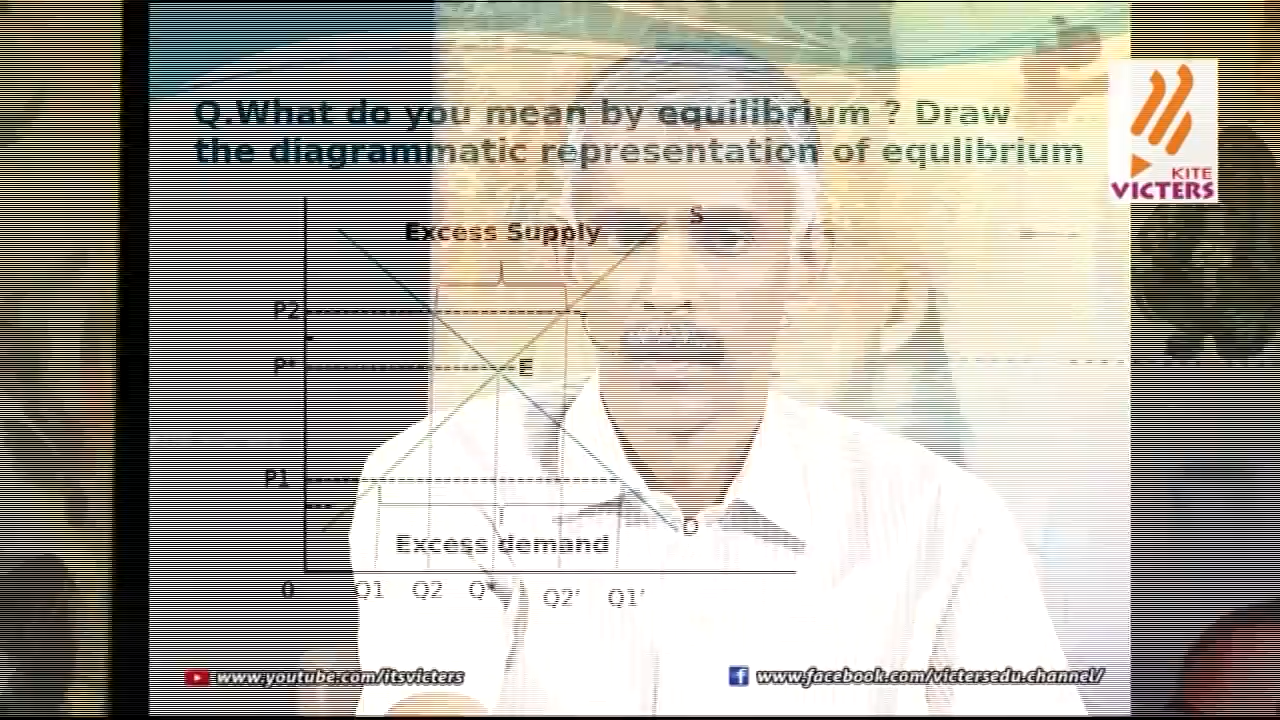 Q.What do you mean by equilibrium ? Draw
the diagrammatic representation of equlibrium
KITE
VICTERS
S
Excess Supply
P2
P*
E
P1
D
Excess demand
0 Q1 Q2 Q* Q2’ Q1’
www.youtube.com/itsvicters
www.facebook.com/victersedu.channel/